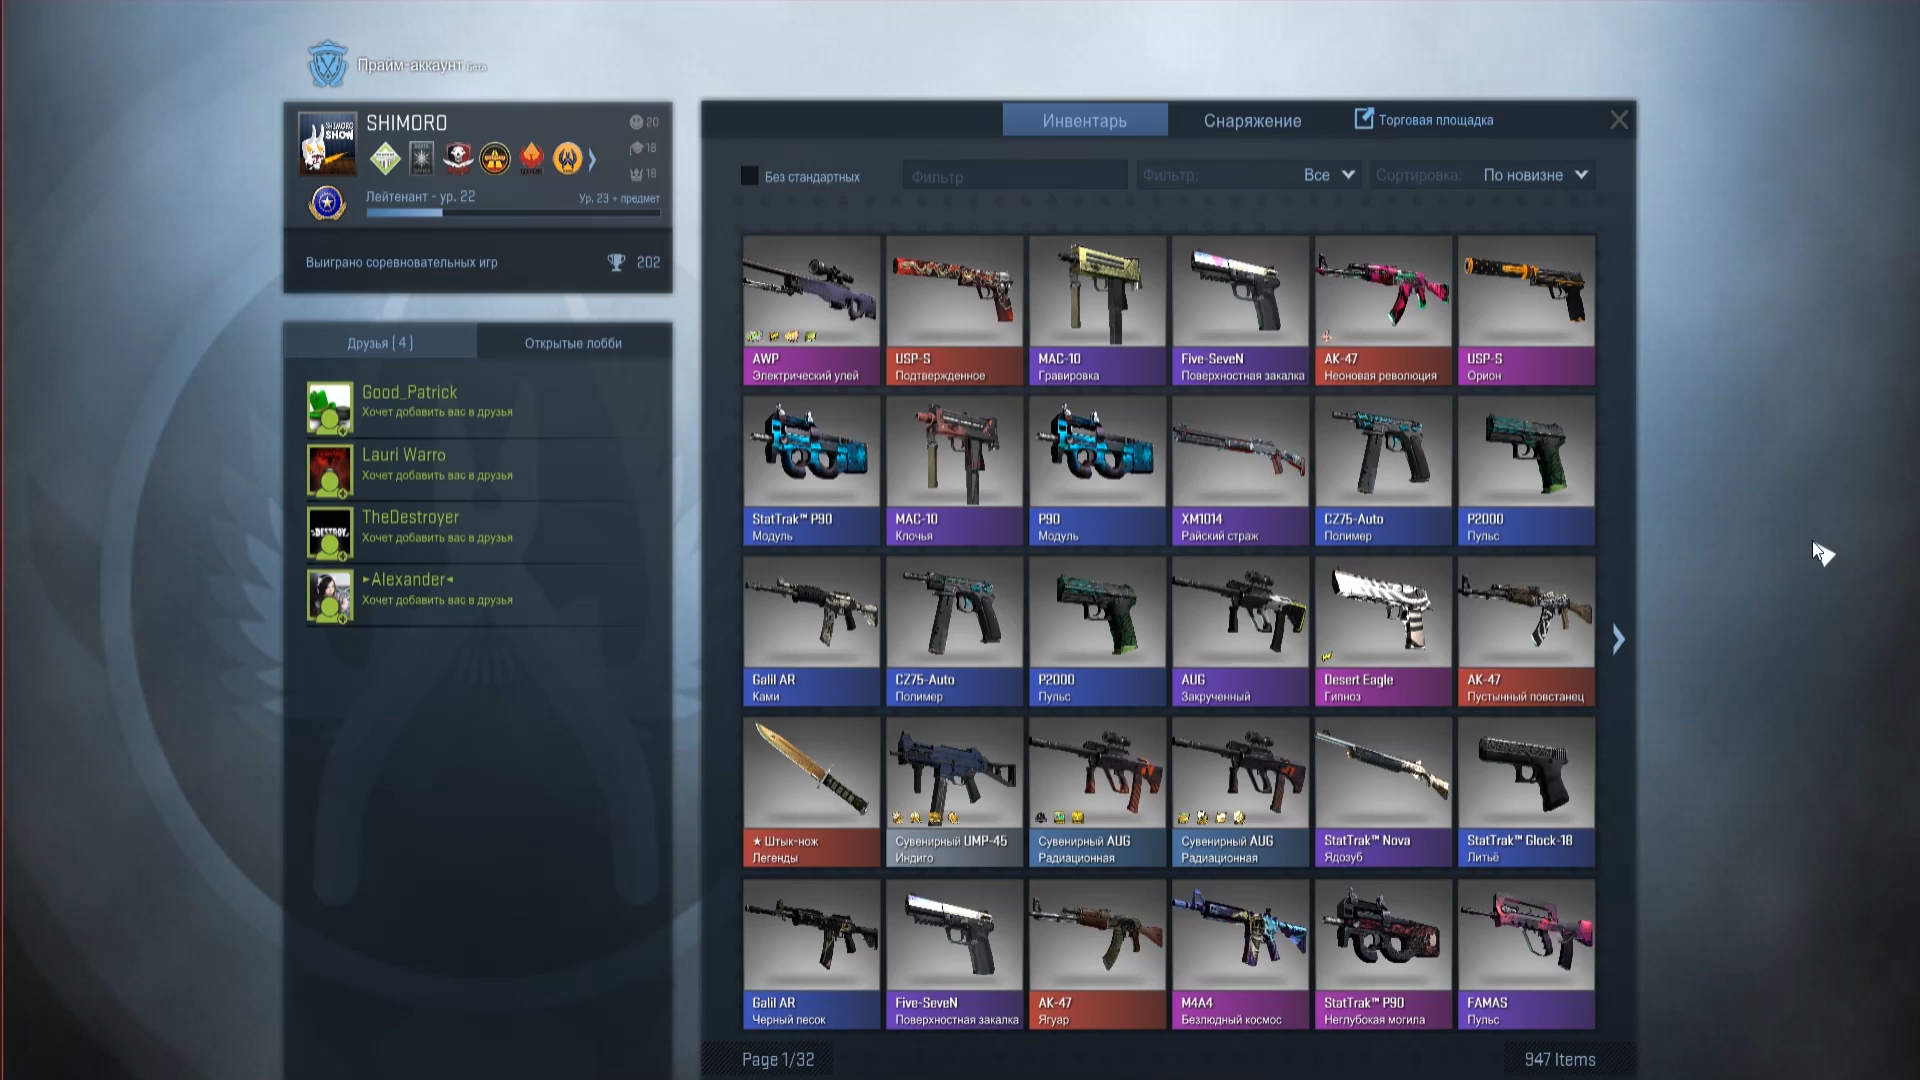 Прайм-аккаунт бета
SHIMORO
SHIMORO
SHOW
20
18
18
Лейтенант - ур. 22
Ур. 23 + предмет
Выиграно соревновательных игр
202
Друзья (4)
Открытые лобби
Good_Patrick
Хочет добавить вас в друзья
Lauri Warro
Хочет добавить вас в друзья
TheDestroyer
Хочет добавить вас в друзья
►Alexander◄
Хочет добавить вас в друзья
Инвентарь
Снаряжение
Торговая площадка
Без стандартных
Фильтр
Фильтр:
Все
Сортировка:
По новизне
AWP
Электрический улей
USP-S
Подтвержденное
MAC-10
Гравировка
Five-SeveN
Поверхностная закалка
AK-47
Неоновая революция
USP-S
Орион
StatTrak™ P90
Модуль
MAC-10
Клочья
P90
Модуль
XM1014
Райский страж
CZ75-Auto
Полимер
P2000
Пульс
Galil AR
Ками
CZ75-Auto
Полимер
P2000
Пульс
AUG
Закрученный
Desert Eagle
Гипноз
AK-47
Пустынный повстанец
★ Штык-нож
Легенды
Сувенирный UMP-45
Индиго
Сувенирный AUG
Радиационная
Сувенирный AUG
Радиационная
StatTrak™ Nova
Ядозуб
StatTrak™ Glock-18
Литьё
Galil AR
Черный песок
Five-SeveN
Поверхностная закалка
AK-47
Ягуар
M4A4
Безлюдный космос
StatTrak™ P90
Неглубокая могила
FAMAS
Пульс
Page 1/32
947 Items